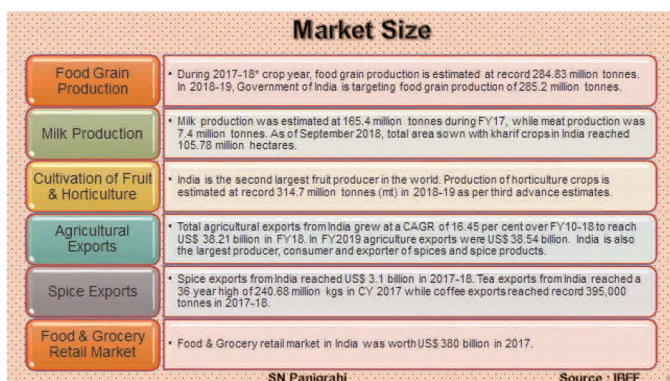 Market Size
Food Grain
Production
• During 2017-18* crop year, food grain production is estimated at record 284.83 million tonnes.
In 2018-19, Government of India is targeting food grain production of 285.2 million tonnes.
Milk Production
• Milk production was estimated at 165.4 million tonnes during FY17, while meat production was
7.4 million tonnes. As of September 2018, total area sown with kharif crops in India reached
105.78 million hectares.
Cultivation of Fruit
& Horticulture
• India is the second largest fruit producer in the world. Production of horticulture crops is
estimated at record 314.7 million tonnes (mt) in 2018-19 as per third advance estimates.
Agricultural
Exports
• Total agricultural exports from India grew at a CAGR of 16.45 per cent over FY10-18 to reach
US$ 38.21 billion in FY18. In FY2019 agriculture exports were US$ 38.54 billion. India is also
the largest producer, consumer and exporter of spices and spice products.
Spice Exports
• Spice exports from India reached US$ 3.1 billion in 2017-18. Tea exports from India reached a
36 year high of 240.68 million kgs in CY 2017 while coffee exports reached record 395,000
tonnes in 2017-18.
Food & Grocery
Retail Market
• Food & Grocery retail market in India was worth US$ 380 billion in 2017.
SN Panigrahi
Source : IBEF